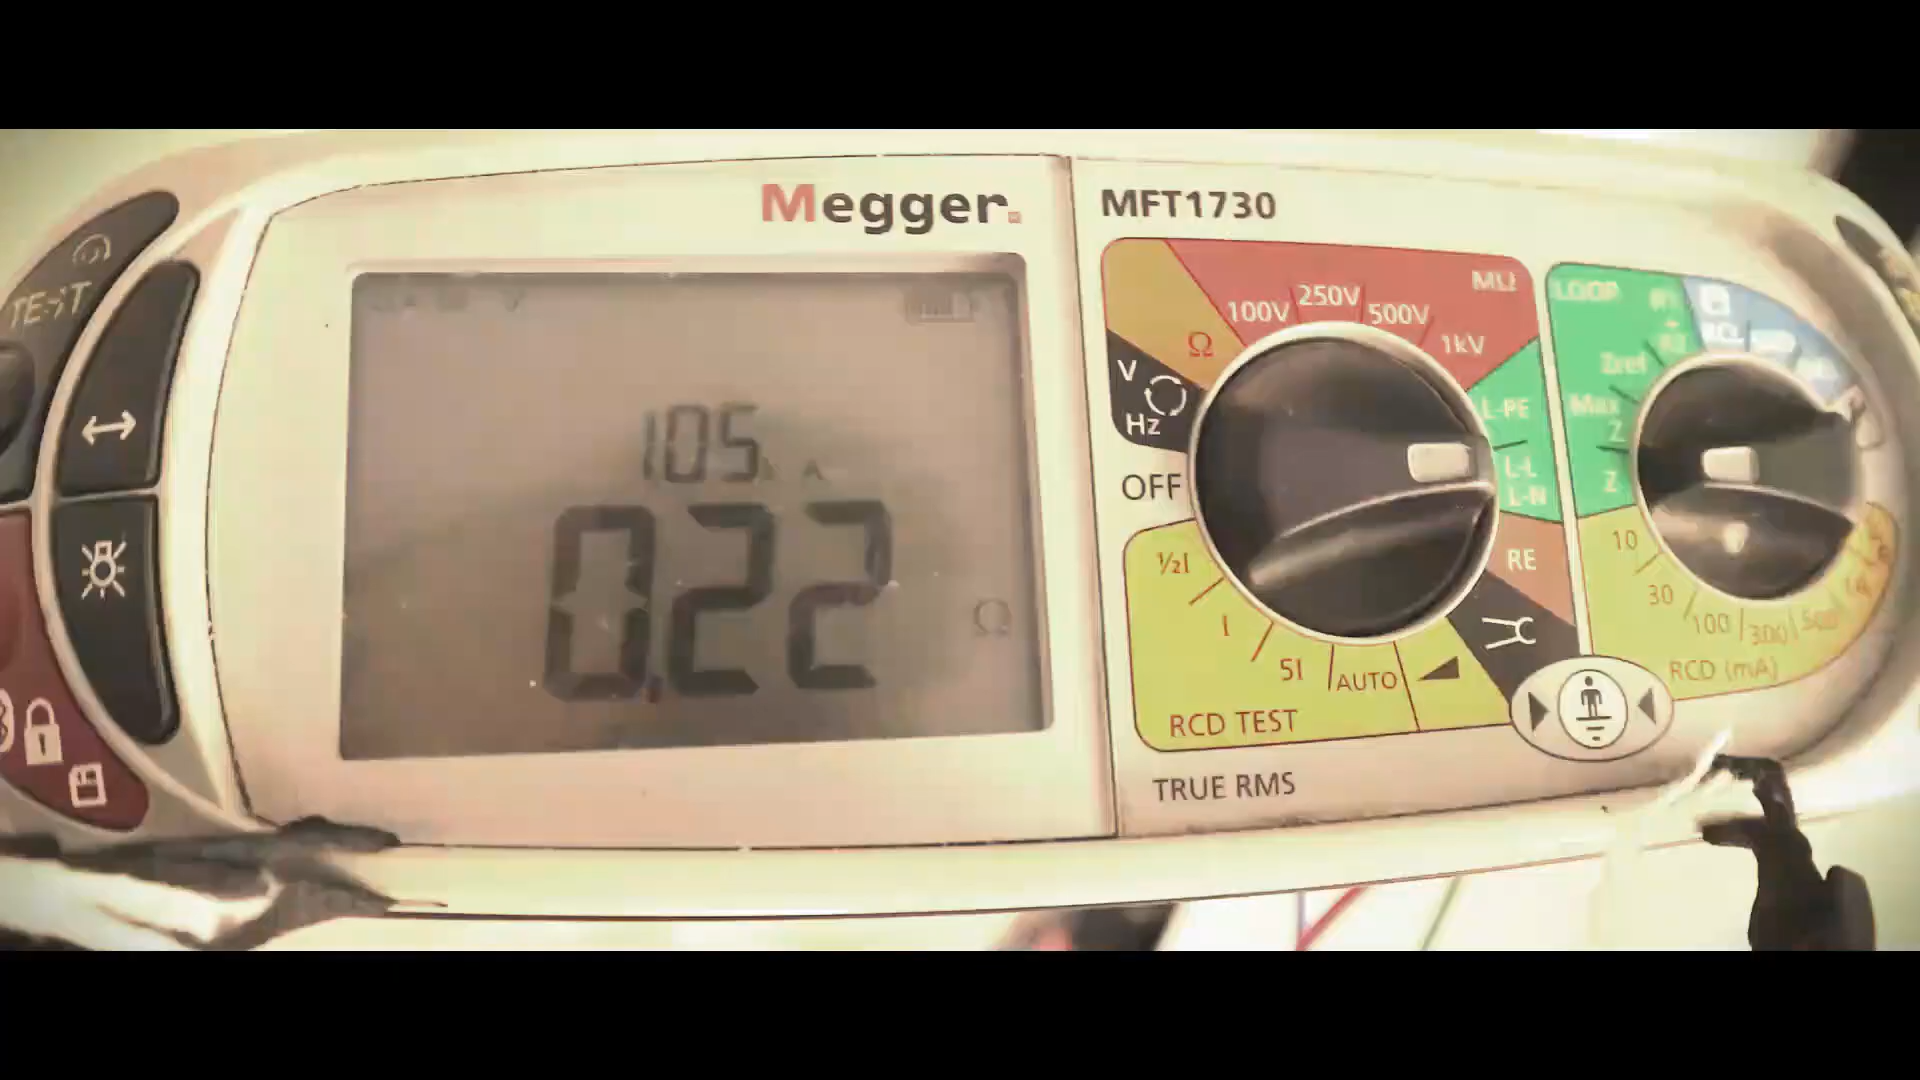 Megger.
MFT1730
TEST
105
0.22
Ω
100V
250V
500V
1kV
MΩ
Ω
V
Hz
OFF
L-PE
L-L
L-N
RE
½I
I
5I
AUTO
RCD TEST
TRUE RMS
LOOP
Zref
Max
Z
Z
10
30
100
300
RCD (mA)